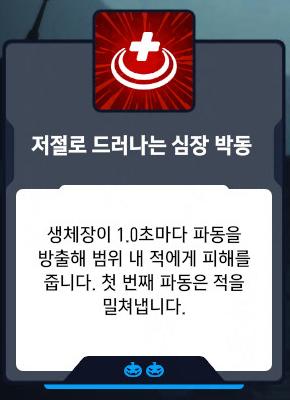 저절로 드러나는 심장 박동
생체장이 1.0초마다 파동을
방출해 범위 내 적에게 피해를
줍니다. 첫 번째 파동은 적을
밀쳐냅니다.